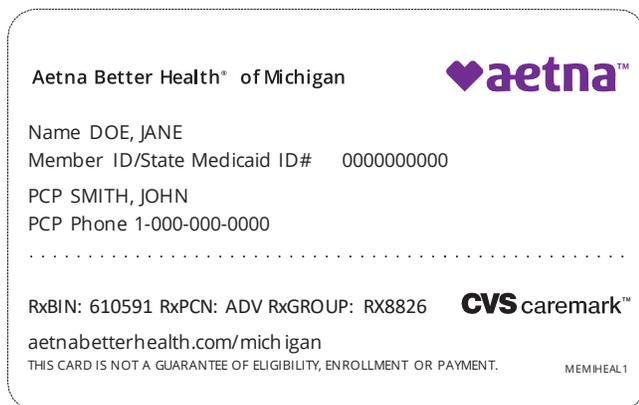 Aetna Better Health® of Michigan
aetna™
Name DOE, JANE
Member ID/State Medicaid ID# 0000000000
PCP SMITH, JOHN
PCP Phone 1-000-000-0000
RxBIN: 610591 RxPCN: ADV RxGROUP: RX8826
CVS caremark™
aetnabetterhealth.com/michigan
THIS CARD IS NOT A GUARANTEE OF ELIGIBILITY, ENROLLMENT OR PAYMENT.
MEMIHEAL1